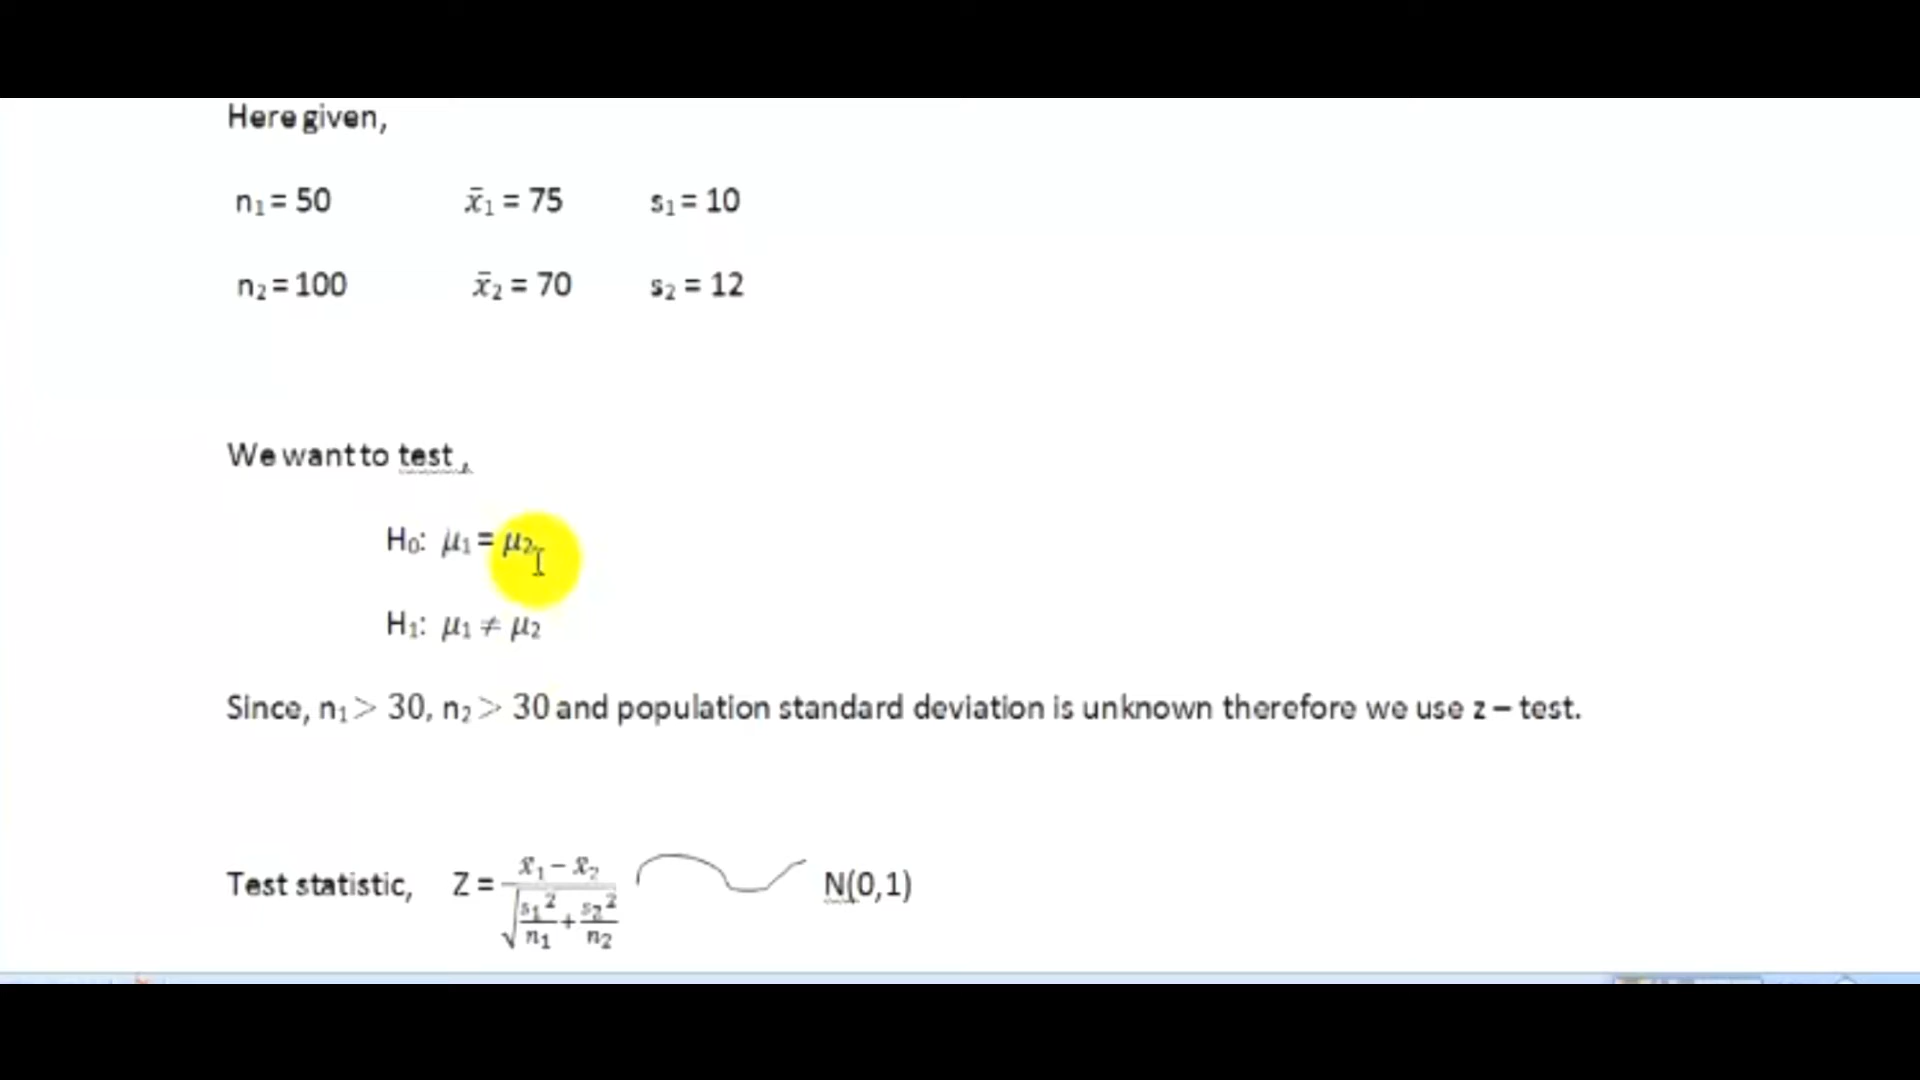 Here given,
n₁ = 50 x̄₁ = 75 s₁ = 10
n₂ = 100 x̄₂ = 70 s₂ = 12
We want to test ,
H₀: μ₁ = μ₂
H₁: μ₁ ≠ μ₂
Since, n₁ > 30, n₂ > 30 and population standard deviation is unknown therefore we use z – test.
Test statistic, Z = (x̄₁ − x̄₂) / √(s₁²/n₁ + s₂²/n₂) ~ N(0,1)